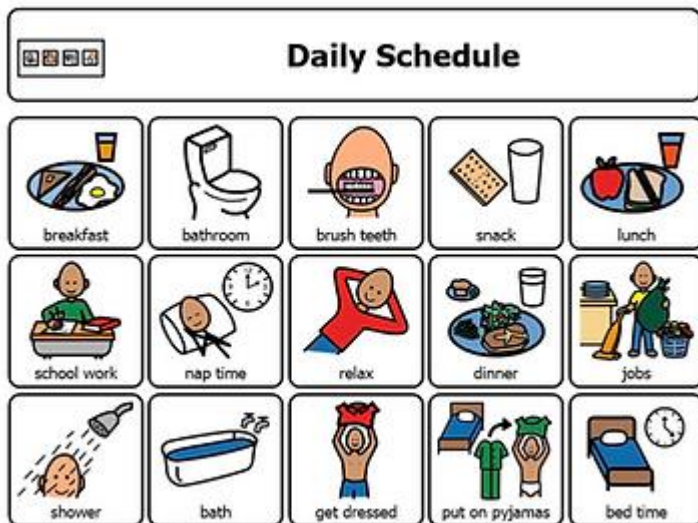 Daily Schedule
breakfast
bathroom
brush teeth
snack
lunch
school work
nap time
relax
dinner
jobs
shower
bath
get dressed
put on pyjamas
bed time